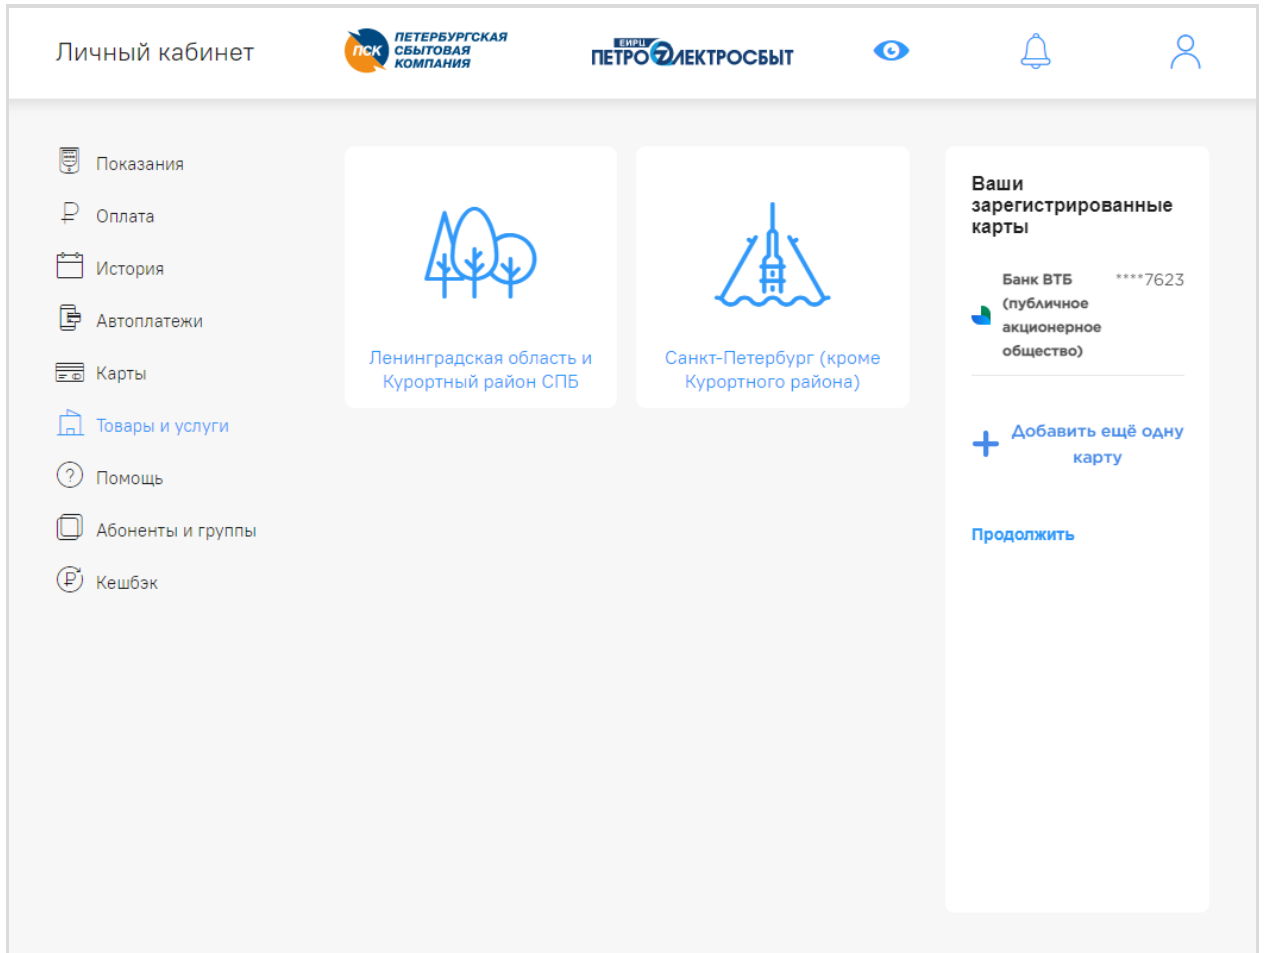 Личный кабинет
ПСК
ПЕТЕРБУРГСКАЯ
СБЫТОВАЯ
КОМПАНИЯ
ЕИРЦ
ПЕТРОЭЛЕКТРОСБЫТ
Показания
Оплата
История
Автоплатежи
Карты
Товары и услуги
Помощь
Абоненты и группы
Кешбэк
Ленинградская область и
Курортный район СПБ
Санкт-Петербург (кроме
Курортного района)
Ваши
зарегистрированные
карты
Банк ВТБ ****7623
(публичное
акционерное
общество)
Добавить ещё одну
карту
Продолжить